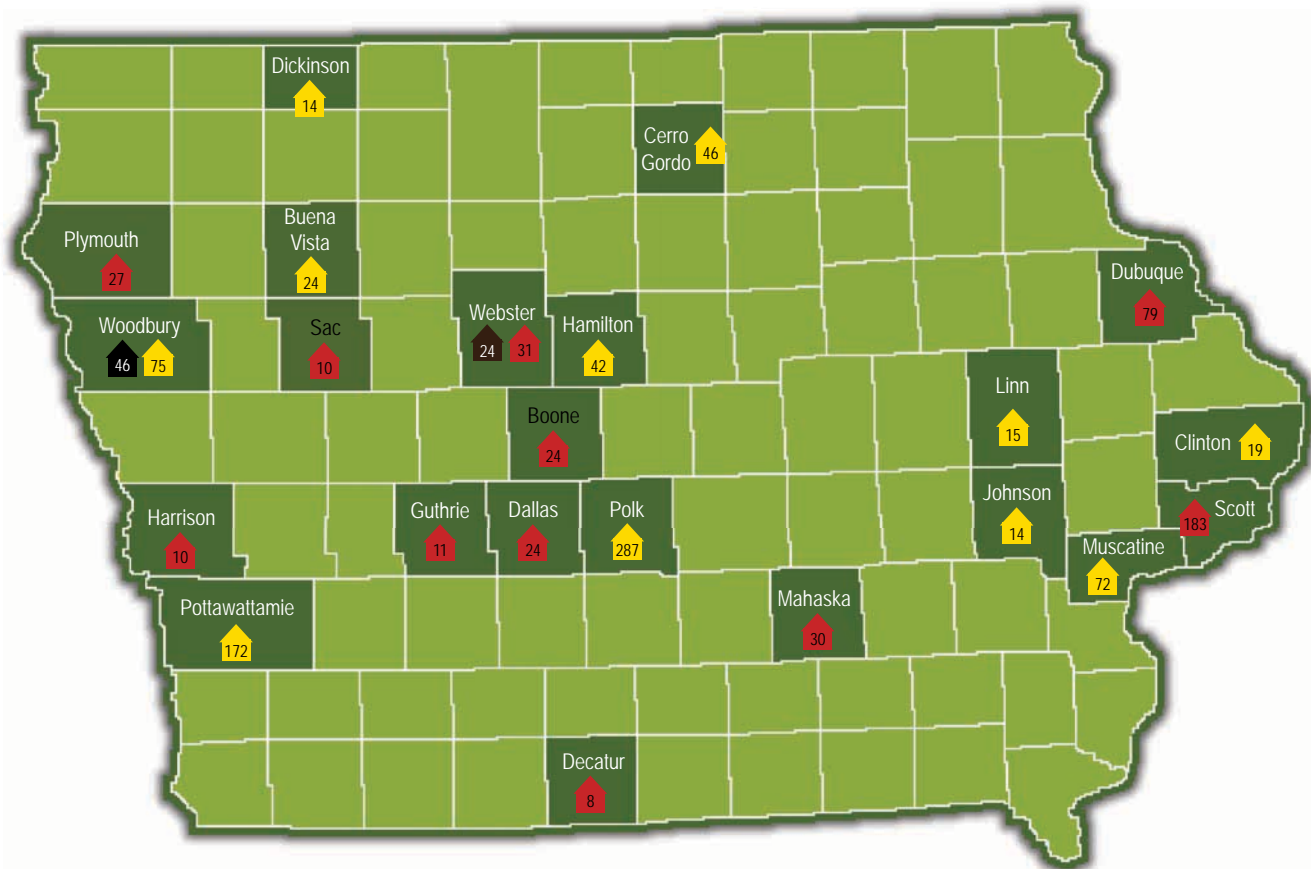 Dickinson
14
Cerro
Gordo
46
Buena
Vista
24
Plymouth
27
Dubuque
79
Webster
24 31
Hamilton
42
Woodbury
46 75
Sac
10
Linn
15
Boone
24
Clinton
19
Johnson
14
Scott
183
Harrison
10
Guthrie
11
Dallas
24
Polk
287
Muscatine
72
Pottawattamie
172
Mahaska
30
Decatur
8